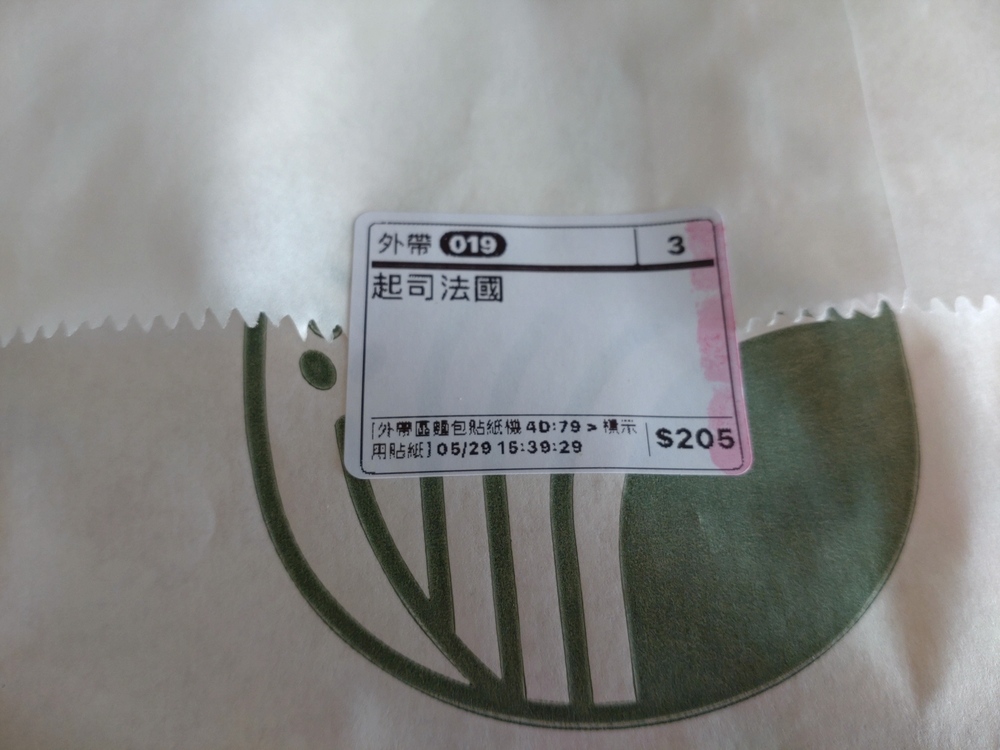 外帶 019 3
起司法國
[外帶區麵包貼紙機 4D:79 > 標示
用貼紙] 05/29 15:39:29
$205